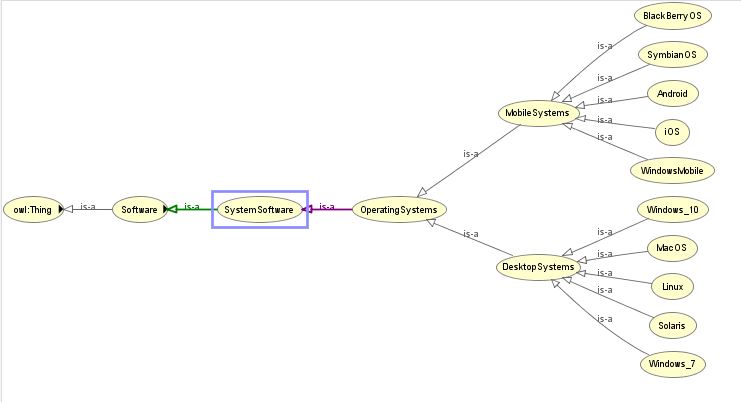 BlackBerryOS
is-a
SymbianOS
is-a
Android
is-a
MobileSystems
is-a
iOS
is-a
WindowsMobile
is-a
owl:Thing
is-a
Software
is-a
SystemSoftware
is-a
OperatingSystems
is-a
Windows_10
is-a
MacOS
is-a
DesktopSystems
is-a
Linux
is-a
Solaris
is-a
Windows_7